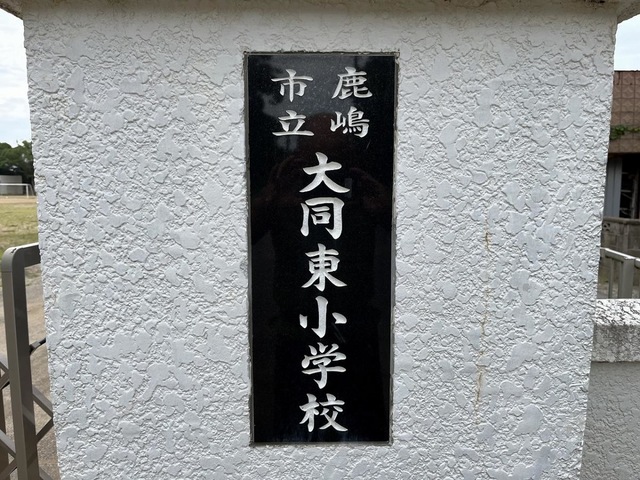 鹿嶋
市立
大同東小学校